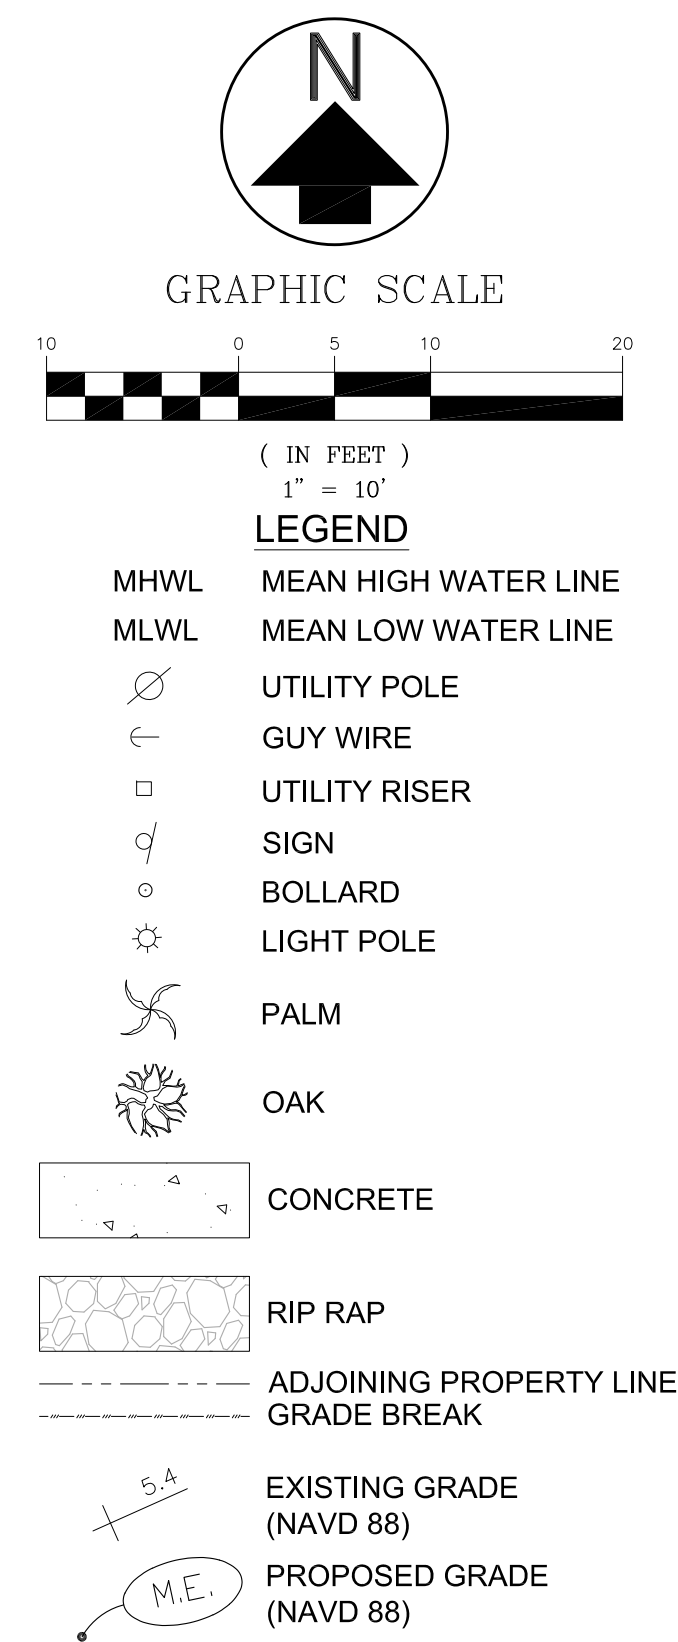 N
GRAPHIC SCALE
10 0 5 10 20
( IN FEET )
1" = 10'
LEGEND
MHWL MEAN HIGH WATER LINE
MLWL MEAN LOW WATER LINE
UTILITY POLE
GUY WIRE
UTILITY RISER
SIGN
BOLLARD
LIGHT POLE
PALM
OAK
CONCRETE
RIP RAP
ADJOINING PROPERTY LINE
GRADE BREAK
5.4 EXISTING GRADE
(NAVD 88)
M.E. PROPOSED GRADE
(NAVD 88)